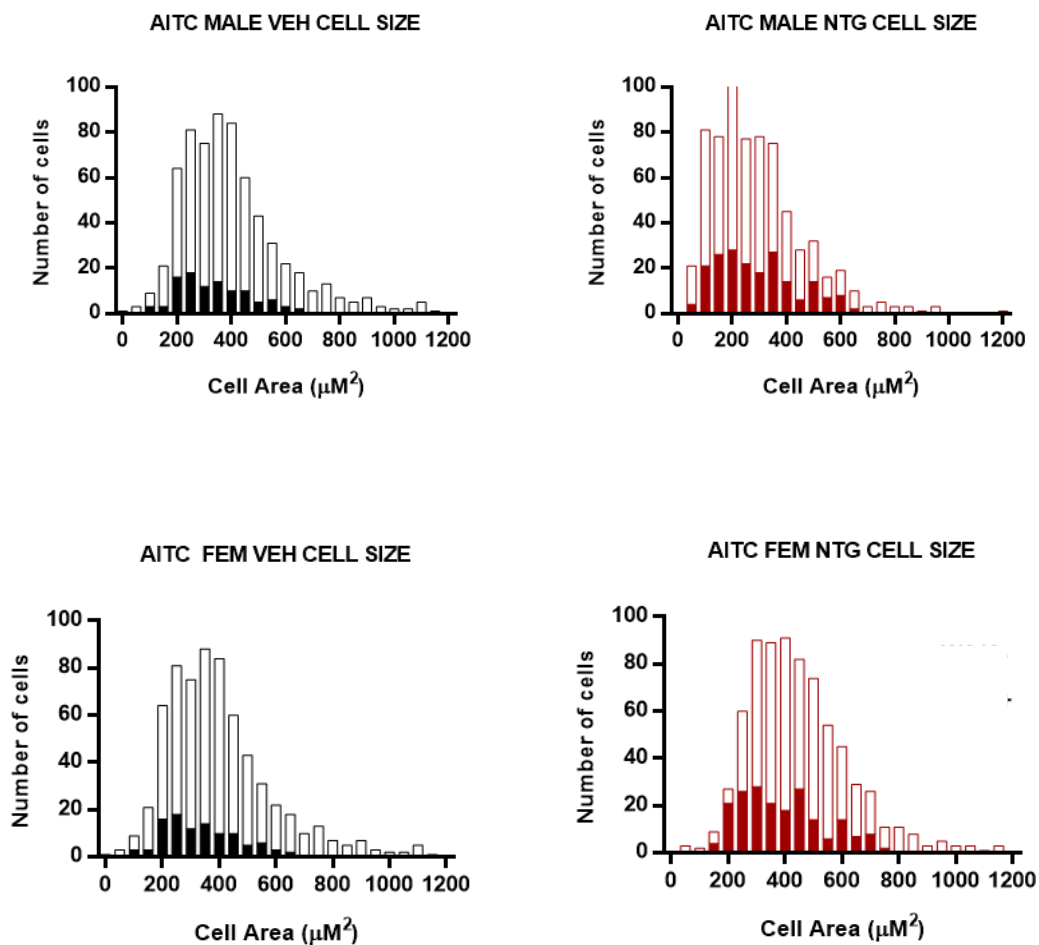 AITC MALE VEH CELL SIZE
Number of cells
100
80
60
40
20
0
0 200 400 600 800 1000 1200
Cell Area (μM²)
AITC MALE NTG CELL SIZE
Number of cells
100
80
60
40
20
0
0 200 400 600 800 1000 1200
Cell Area (μM²)
AITC FEM VEH CELL SIZE
Number of cells
100
80
60
40
20
0
0 200 400 600 800 1000 1200
Cell Area (μM²)
AITC FEM NTG CELL SIZE
Number of cells
100
80
60
40
20
0
0 200 400 600 800 1000 1200
Cell Area (μM²)